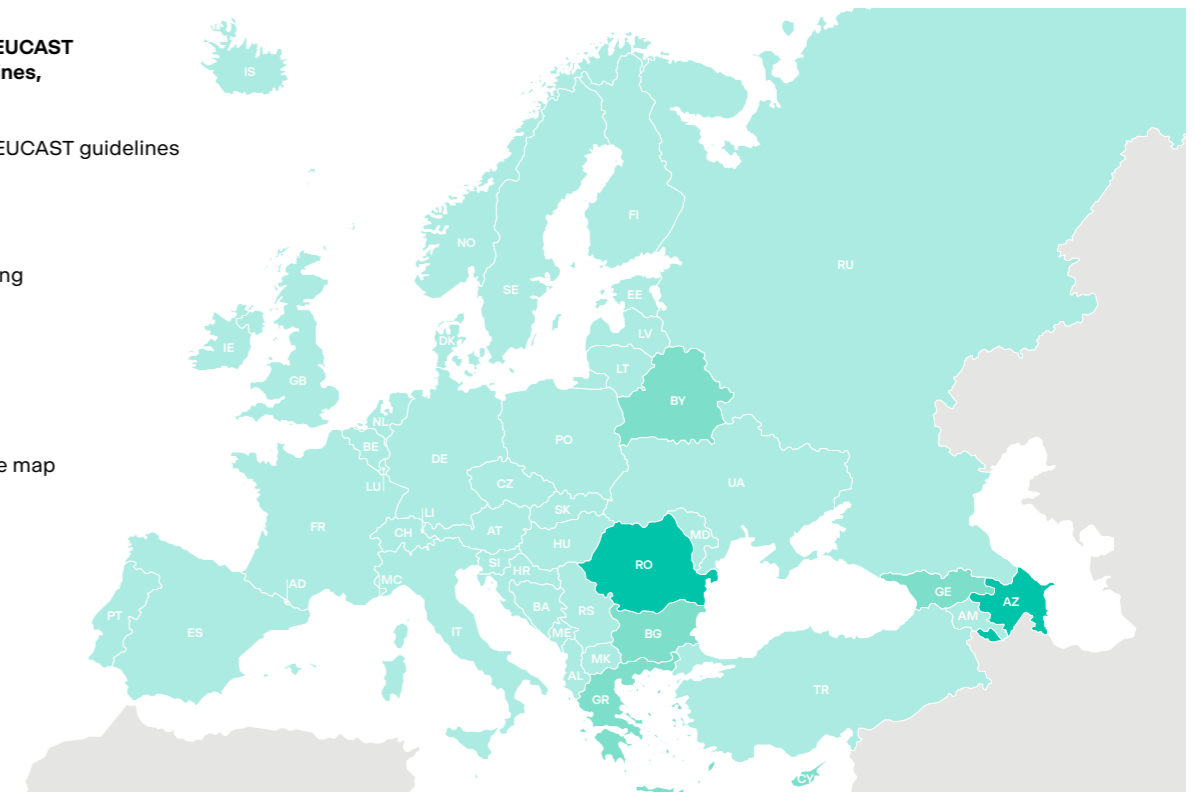 EUCAST
ines,
EUCAST guidelines
ng
e map
IS
NO
SE
FI
RU
EE
LV
LT
DK
IE
GB
BY
NL
BE
DE
PO
LU
CZ
UA
LI
SK
FR
CH
AT
HU
MD
SI
HR
RO
MC
AD
BA
RS
GE
AZ
PT
ES
IT
ME
BG
AM
MK
AL
GR
TR
CY